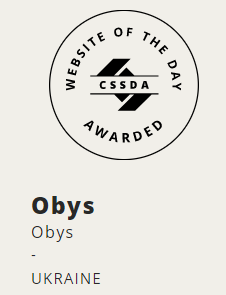 WEBSITE OF THE DAY
CSSDA
AWARDED
Obys
Obys
-
UKRAINE